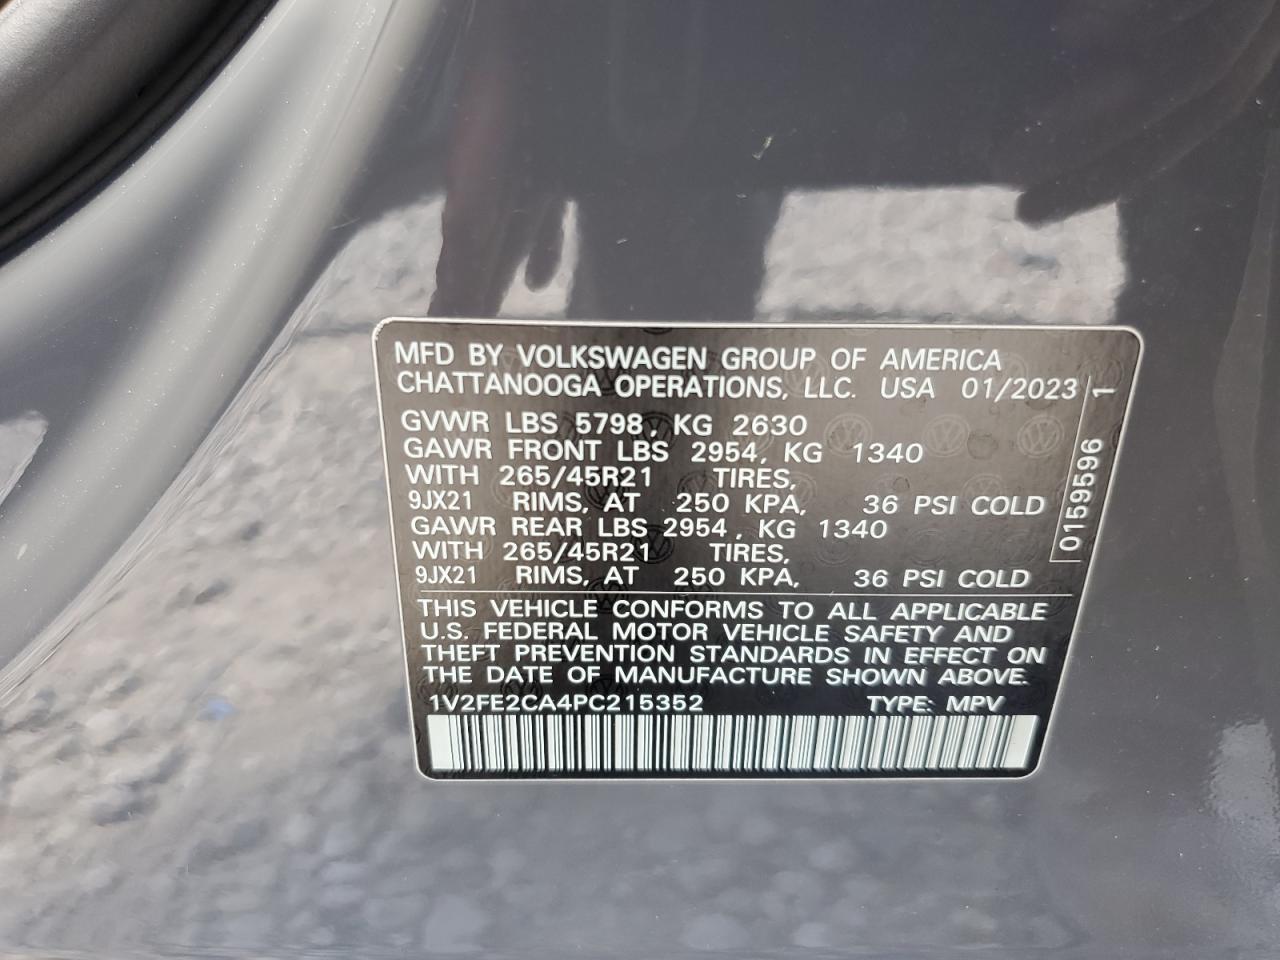 MFD BY VOLKSWAGEN GROUP OF AMERICA
CHATTANOOGA OPERATIONS, LLC. USA 01/2023
GVWR LBS 5798, KG 2630
GAWR FRONT LBS 2954, KG 1340
WITH 265/45R21 TIRES,
9JX21 RIMS, AT 250 KPA, 36 PSI COLD
GAWR REAR LBS 2954, KG 1340
WITH 265/45R21 TIRES,
9JX21 RIMS, AT 250 KPA, 36 PSI COLD
0159596 1
THIS VEHICLE CONFORMS TO ALL APPLICABLE
U.S. FEDERAL MOTOR VEHICLE SAFETY AND
THEFT PREVENTION STANDARDS IN EFFECT ON
THE DATE OF MANUFACTURE SHOWN ABOVE.
1V2FE2CA4PC215352 TYPE: MPV